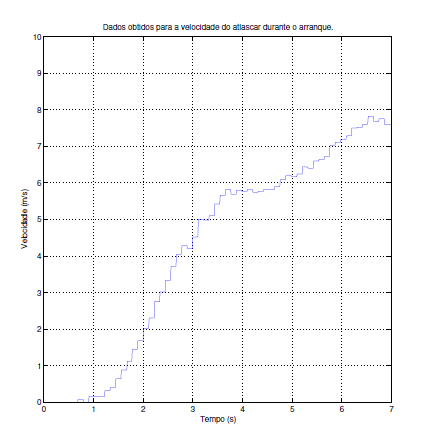 Dados obtidos para a velocidade do atlascar durante o arranque.
10
9
8
7
6
5
4
3
2
1
0
Velocidade (m/s)
0 1 2 3 4 5 6 7
Tempo (s)